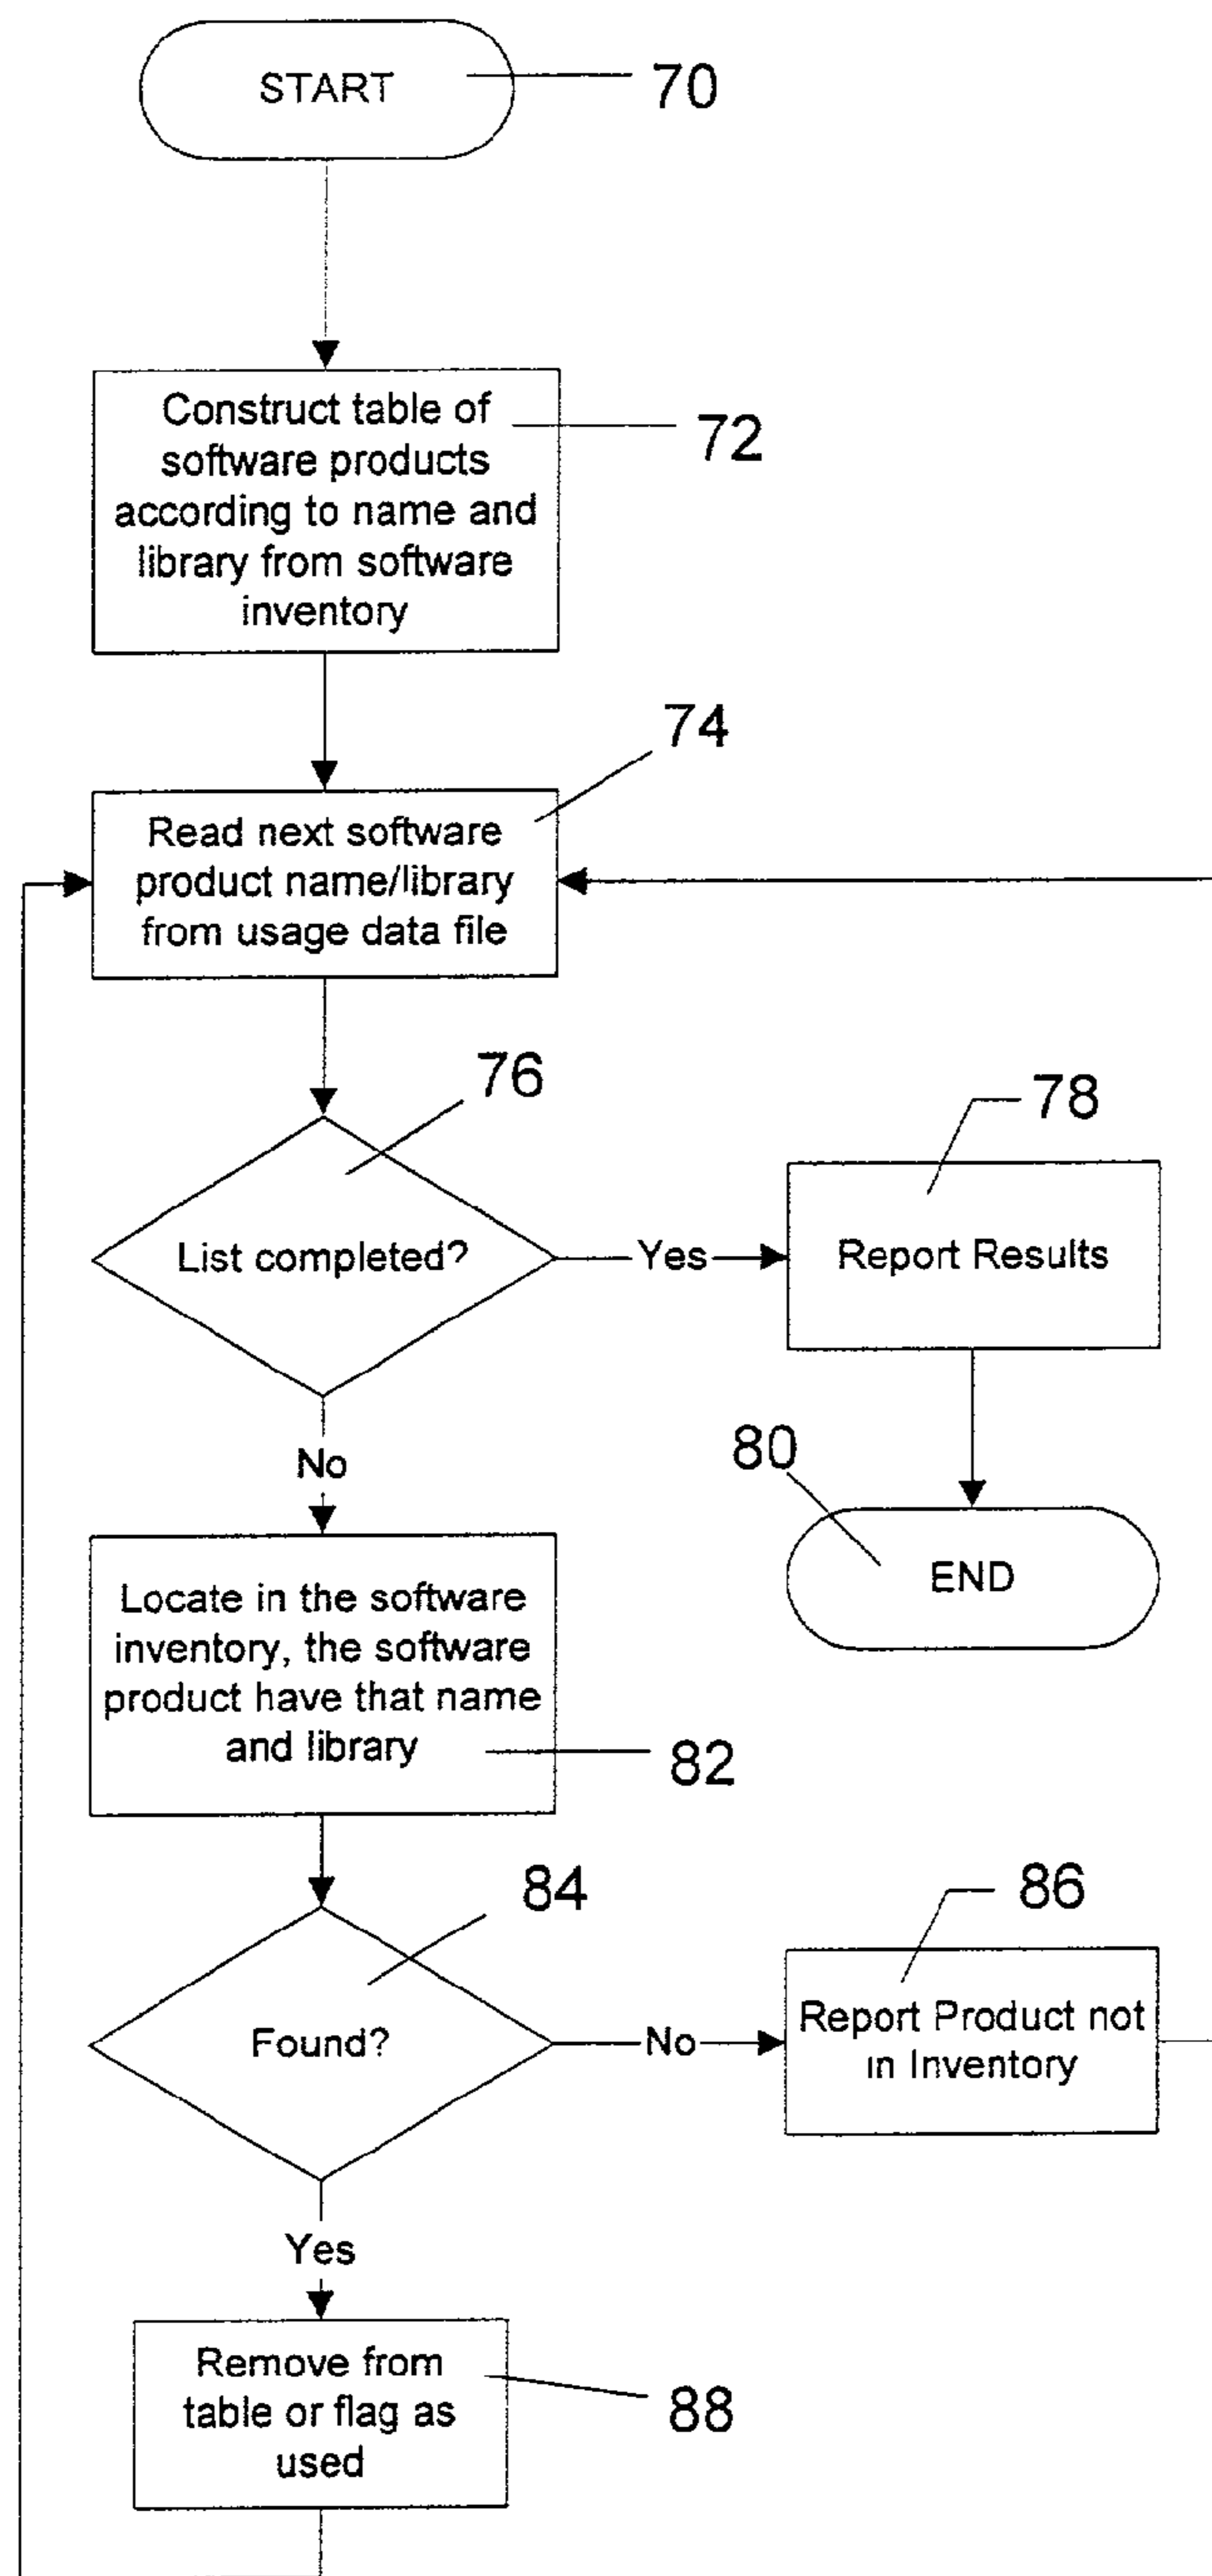 START
70
Construct table of
software products
according to name and
library from software
inventory
72
74
Read next software
product name/library
from usage data file
76
List completed?
Yes
78
Report Results
No
80
END
Locate in the software
inventory, the software
product have that name
and library
82
84
Found?
No
86
Report Product not
in Inventory
Yes
Remove from
table or flag as
used
88